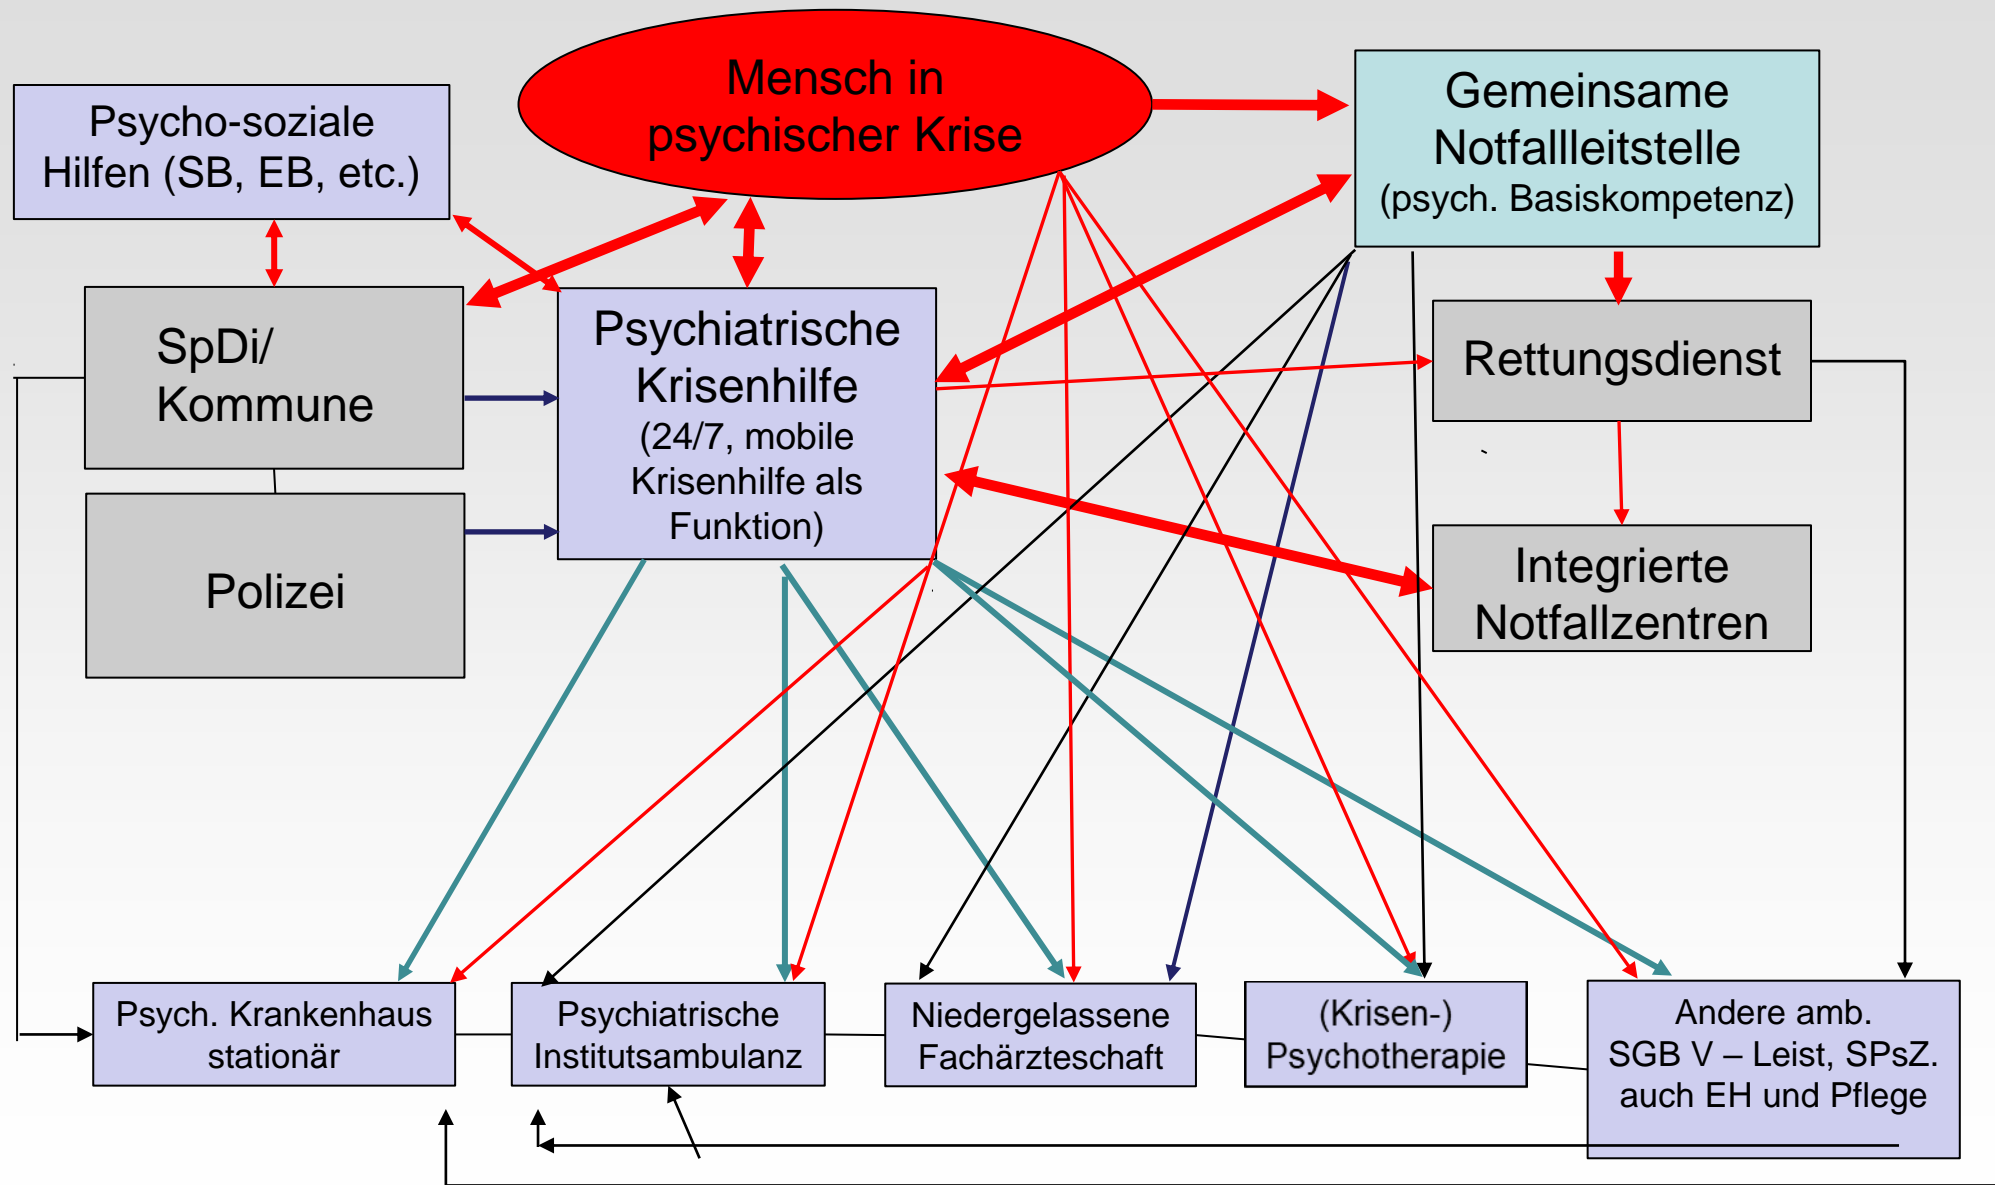 Mensch in
psychischer Krise
Gemeinsame
Notfallleitstelle
(psych. Basiskompetenz)
Psycho-soziale
Hilfen (SB, EB, etc.)
SpDi/
Kommune
Psychiatrische
Krisenhilfe
(24/7, mobile
Krisenhilfe als
Funktion)
Rettungsdienst
Polizei
Integrierte
Notfallzentren
Psych. Krankenhaus
stationär
Psychiatrische
Institutsambulanz
Niedergelassene
Fachärzteschaft
(Krisen-)
Psychotherapie
Andere amb.
SGB V – Leist, SPsZ.
auch EH und Pflege